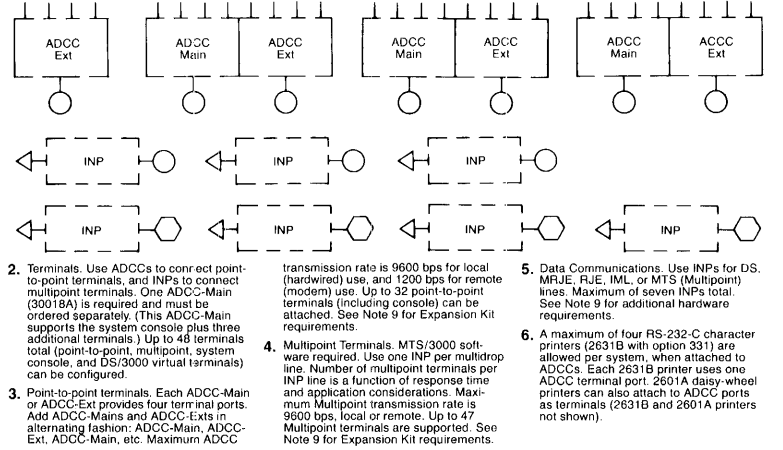 ADCC
Ext
ADCC
Main
ADCC
Ext
ADCC
Main
ADCC
Ext
ADCC
Main
ACCC
Ext
INP
INP
INP
INP
INP
INP
INP
2. Terminals. Use ADCCs to connect point-
to-point terminals, and INPs to connect
multipoint terminals. One ADCC-Main
(30018A) is required and must be
ordered separately. (This ADCC-Main
supports the system console plus three
additional terminals.) Up to 48 terminals
total (point-to-point, multipoint, system
console, and DS/3000 virtual terminals)
can be configured.
3. Point-to-point terminals. Each ADCC-Main
or ADCC-Ext provides four terminal ports.
Add ADCC-Mains and ADCC-Exts in
alternating fashion: ADCC-Main, ADCC-
Ext, ADCC-Main, etc. Maximum ADCC
transmission rate is 9600 bps for local
(hardwired) use, and 1200 bps for remote
(modem) use. Up to 32 point-to-point
terminals (including console) can be
attached. See Note 9 for Expansion Kit
requirements.
4. Multipoint Terminals. MTS/3000 soft-
ware required. Use one INP per multidrop
line. Number of multipoint terminals per
INP line is a function of response time
and application considerations. Maxi-
mum Multipoint transmission rate is
9600 bps, local or remote. Up to 47
Multipoint terminals are supported. See
Note 9 for Expansion Kit requirements.
5. Data Communications. Use INPs for DS,
MRJE, RJE, IML, or MTS (Multipoint)
lines. Maximum of seven INPs total.
See Note 9 for additional hardware
requirements.
6. A maximum of four RS-232-C character
printers (2631B with option 331) are
allowed per system, when attached to
ADCCs. Each 2631B printer uses one
ADCC terminal port. 2601A daisy-wheel
printers can also attach to ADCC ports
as terminals (2631B and 2601A printers
not shown).